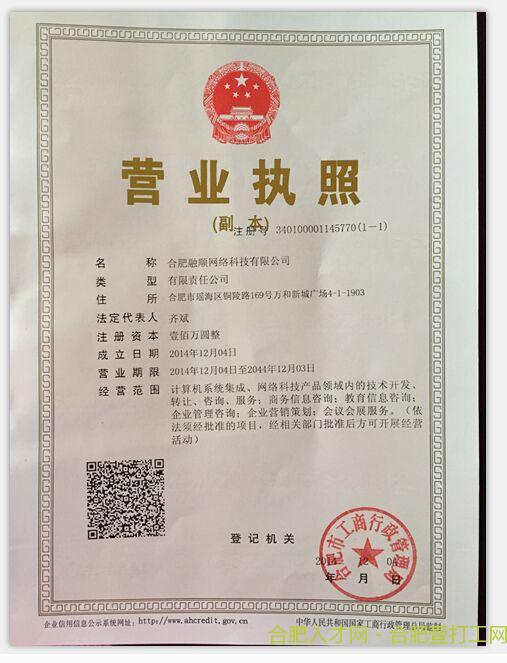 营业执照
(副 本)
注册号 340100001145770(1-1)
名 称 合肥融顺网络科技有限公司
类 型 有限责任公司
住 所 合肥市瑶海区铜陵路169号万和新城广场4-1-1903
法定代表人 齐斌
注册资本 壹佰万圆整
成立日期 2014年12月04日
营业期限 2014年12月04日至2044年12月03日
经营范围 计算机系统集成、网络科技产品领域内的技术开发、
转让、咨询、服务；商务信息咨询；教育信息咨询；
企业管理咨询；企业营销策划；会议会展服务。（依
法须经批准的项目，经相关部门批准后方可开展经营
活动）
登记机关
合肥市工商行政管理局
2014 12 04
年 月 日
企业信用信息公示系统网址：http://www.ahcredit.gov.cn
中华人民共和国国家工商行政管理总局监制
合肥人才网 - 合肥查打工网